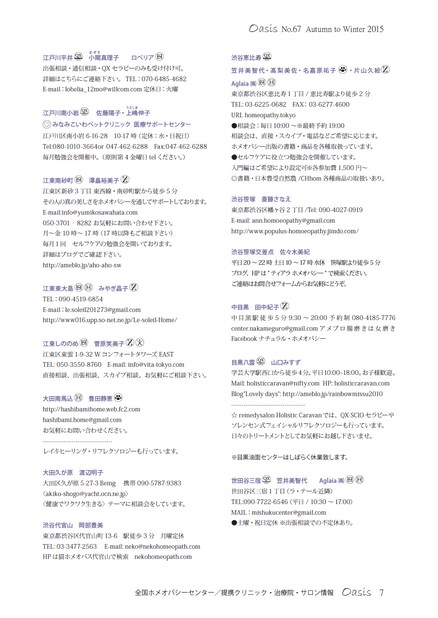 Oasis No.67 Autumn to Winter 2015
江戸川平井 小関真理子 ロベリア
出張相談・通信相談・QXセラピーのみも受け付け可。
詳細はこちらにご連絡下さい。 TEL : 070-6485-4682
E-mail : lobelia_12mo@willcom.com 定休日 : 火曜
江戸川南小岩 佐藤陽子・上嶋伸子
みなみこいわペットクリニック 医療サポートセンター
江戸川区南小岩 6-16-28 10-17 時 (定休 : 水・日祝日)
Tel:080-1010-3664or 047-462-6288 Fax:047-462-6288
毎月勉強会を開催中。(原則第4金曜日 tel ください。)
江東南砂町 澤畠裕美子
江東区新砂3丁目 東西線・南砂町駅から徒歩5分
その人の真の美しさをホメオパシーを通してサポートしております。
E-mail:info@yumikosawahata.com
050-3701‐8282 お気軽にお問い合わせ下さい。
月~金 10 時~ 17 時 (17 時以降もご相談下さい)
毎月1回 セルフケアの勉強会を開いております。
詳細はブログでご確認下さい。
http://ameblo.jp/aho-aho-sw
江東東大島 みやぎ晶子
TEL : 090-4519-6854
E-mail : le.soleil201273@gmail.com
http://www016.upp.so-net.ne.jp/Le-soleil-Home/
江東しののめ 菅原笑美子
江東区東雲 1-9-32 W コンフォートタワーズ EAST
TEL: 050-3550-8760 E-mail: info@vita-tokyo.com
直接相談、出張相談、スカイプ相談。お気軽にご相談下さい。
大田南馬込 豊田静恵
http://hashibamihome.web.fc2.com
hashibami.home@gmail.com
お気軽にお問い合わせください。
レイキヒーリング・リフレクソロジーも行っています。
大田久が原 渡辺明子
大田区久が原 5-27-3 Being 携帯 090-5787-9383
〈akiko-shogo@yacht.ocn.ne.jp〉
〈健康でワクワク生きる〉テーマに相談会をしています。
渋谷代官山 岡部豊美
東京都渋谷区代官山町 13-6 駅徒歩3分 月曜定休
TEL: 03-3477-2563 E-mail: neko@nekohomeopath.com
HP は猫ホメオパス代官山で検索 nekohomeopath.com
渋谷恵比寿
笠井美智代・高梨美佐・名嘉原祐子・片山久絵
Aglaia ㈱
東京都渋谷区恵比寿1丁目 / 恵比寿駅より徒歩2分
TEL: 03-6225-0682 FAX: 03-6277-4600
URL homeopathy.tokyo
●相談会 : 毎日 10:00 ~※最終予約 19:00
相談会は、直接・スカイプ・電話などご希望に応じます。
ホメオパシー出版の書籍・商品を各種取扱っています。
●セルフケアに役立つ勉強会を開催しています。
入門編はご希望により設定可※各参加費 1,500 円~
◎書籍・日本豊受自然農 /CHhom 各種商品の取扱いあり。
渋谷笹塚 斎藤さなえ
東京都渋谷区幡ヶ谷2丁目 /Tel: 090-4027-0919
E-mail: ann.homoeopathy@gmail.com
http://www.populus-homoeopathy.jimdo.com/
渋谷笹塚交差点 佐々木美紀
平日 20 ~ 22 時 土日 10 ~ 17 時 水休 笹塚駅より徒歩5分
ブログ、HP は "ティアラ ホメオパシー" で検索ください。
ご連絡はお問合せフォームからお気軽にどうぞ。
中目黒 田中紀子
中目黒駅徒歩5分 9:30 ~ 20:00 予約制 080-4185-7776
center.nakameguro@gmail.com アメブロ腸磨きは魔磨き
Facebook ナチュラル・ホメオパシー
目黒八雲 山口みすず
学芸大学駅西口から徒歩4分。平日10:00-18:00。お子様歓迎。
Mail: holisticcaravan@nifty.com HP: holisticcaravan.com
Blog"Lovely days": http://ameblo.jp/rainbowmissu2010
☆ remedysalon Holistic Caravan では、QX-SCIO セラピーや
ソレンセン式フェイシャルリフレクソロジーも行っています。
日々のトリートメントとしてお気軽にお越し下さいませ。
※目黒油面センターはしばらく休業致します。
世田谷三宿 笠井美智代 Aglaia ㈱
世田谷区三宿1丁目 (ラ・テール近隣)
TEL:090-7722-6546 (平日 / 10:30 ~ 17:00)
MAIL : mishukucenter@gmail.com
●土曜・祝日定休 ※出張相談での不定休あり。
全国ホメオパシーセンター/提携クリニック・治療院・サロン情報 Oasis 7